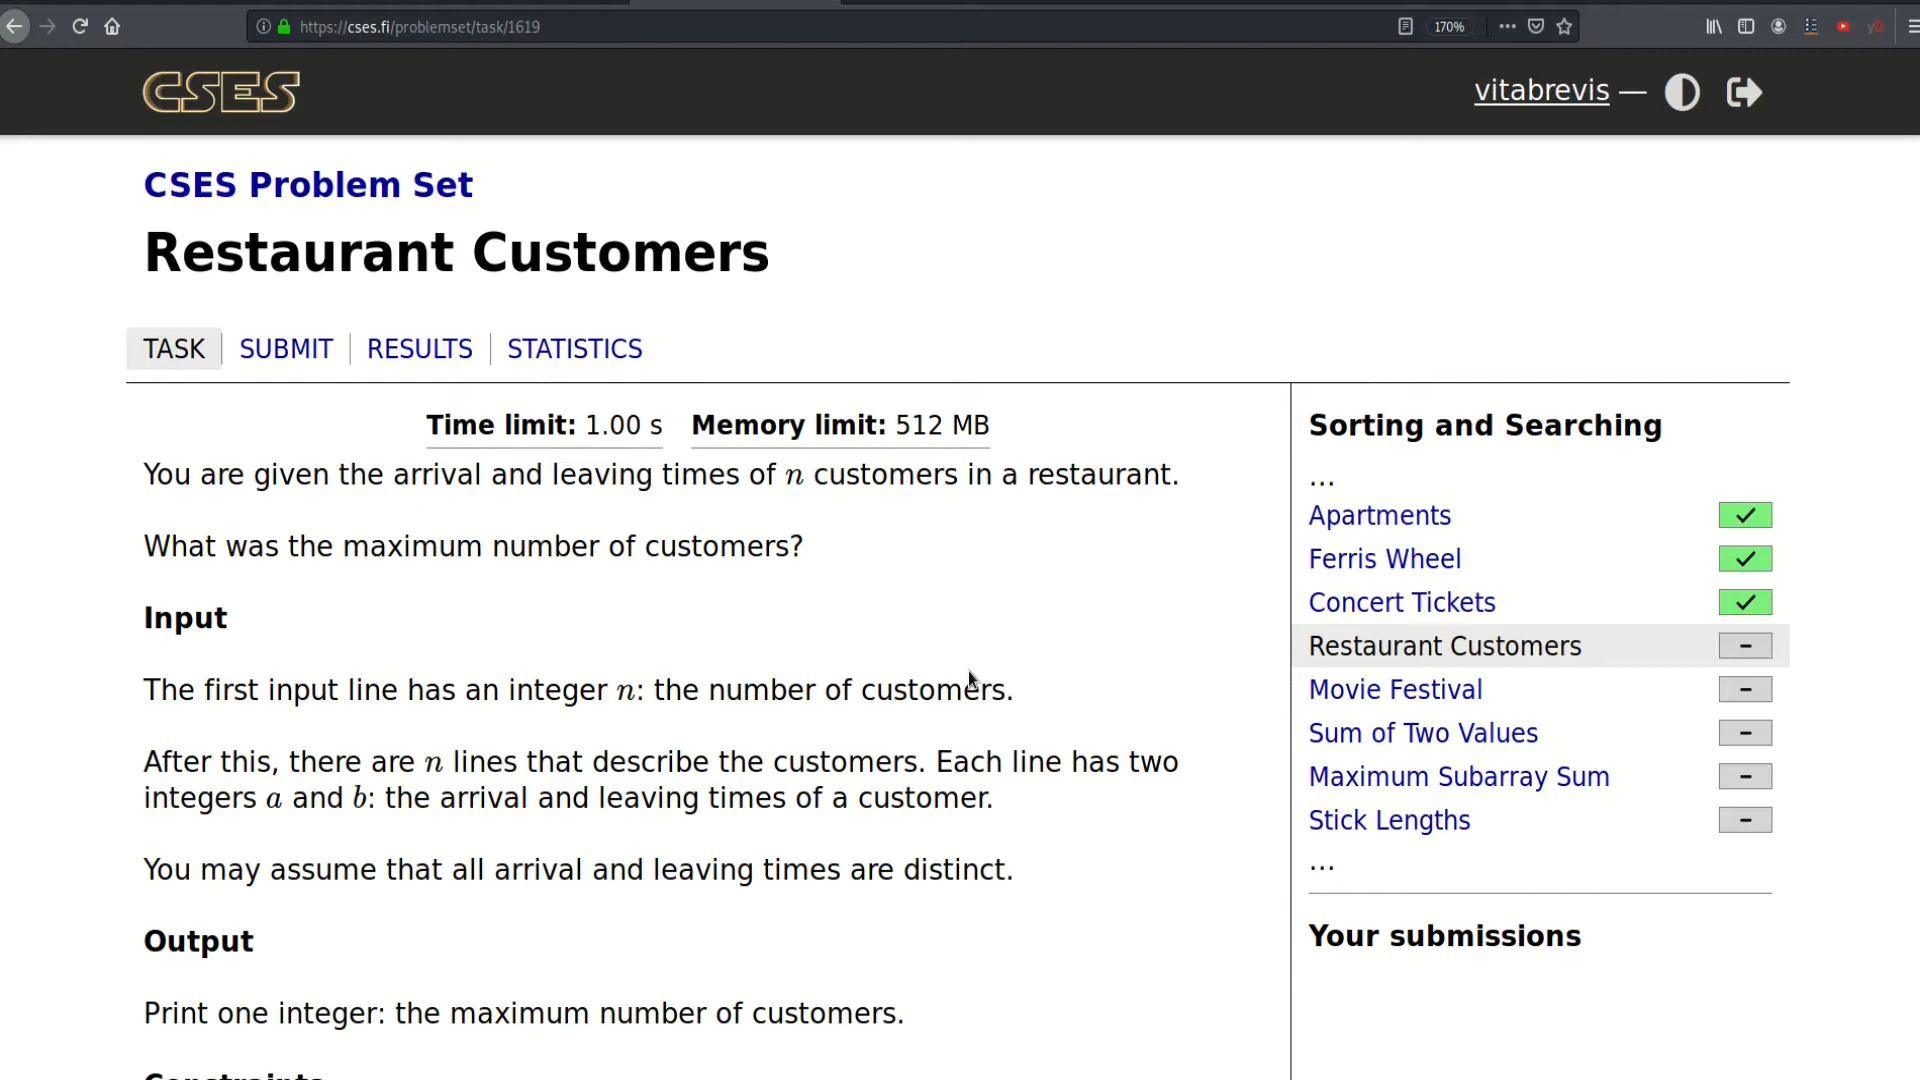 https://cses.fi/problemset/task/1619
170%
CSES
vitabrevis —
CSES Problem Set
Restaurant Customers
TASK
SUBMIT
RESULTS
STATISTICS
Time limit: 1.00 s Memory limit: 512 MB
You are given the arrival and leaving times of n customers in a restaurant.
What was the maximum number of customers?
Input
The first input line has an integer n: the number of customers.
After this, there are n lines that describe the customers. Each line has two
integers a and b: the arrival and leaving times of a customer.
You may assume that all arrival and leaving times are distinct.
Output
Print one integer: the maximum number of customers.
Constraints
Sorting and Searching
...
Apartments
Ferris Wheel
Concert Tickets
Restaurant Customers –
Movie Festival –
Sum of Two Values –
Maximum Subarray Sum –
Stick Lengths –
...
Your submissions